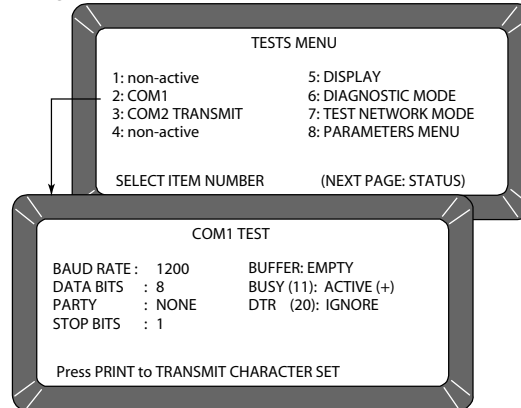 TESTS MENU
1: non-active 5: DISPLAY
2: COM1 6: DIAGNOSTIC MODE
3: COM2 TRANSMIT 7: TEST NETWORK MODE
4: non-active 8: PARAMETERS MENU
SELECT ITEM NUMBER (NEXT PAGE: STATUS)
COM1 TEST
BAUD RATE : 1200 BUFFER: EMPTY
DATA BITS : 8 BUSY (11): ACTIVE (+)
PARTY : NONE DTR (20): IGNORE
STOP BITS : 1
Press PRINT to TRANSMIT CHARACTER SET